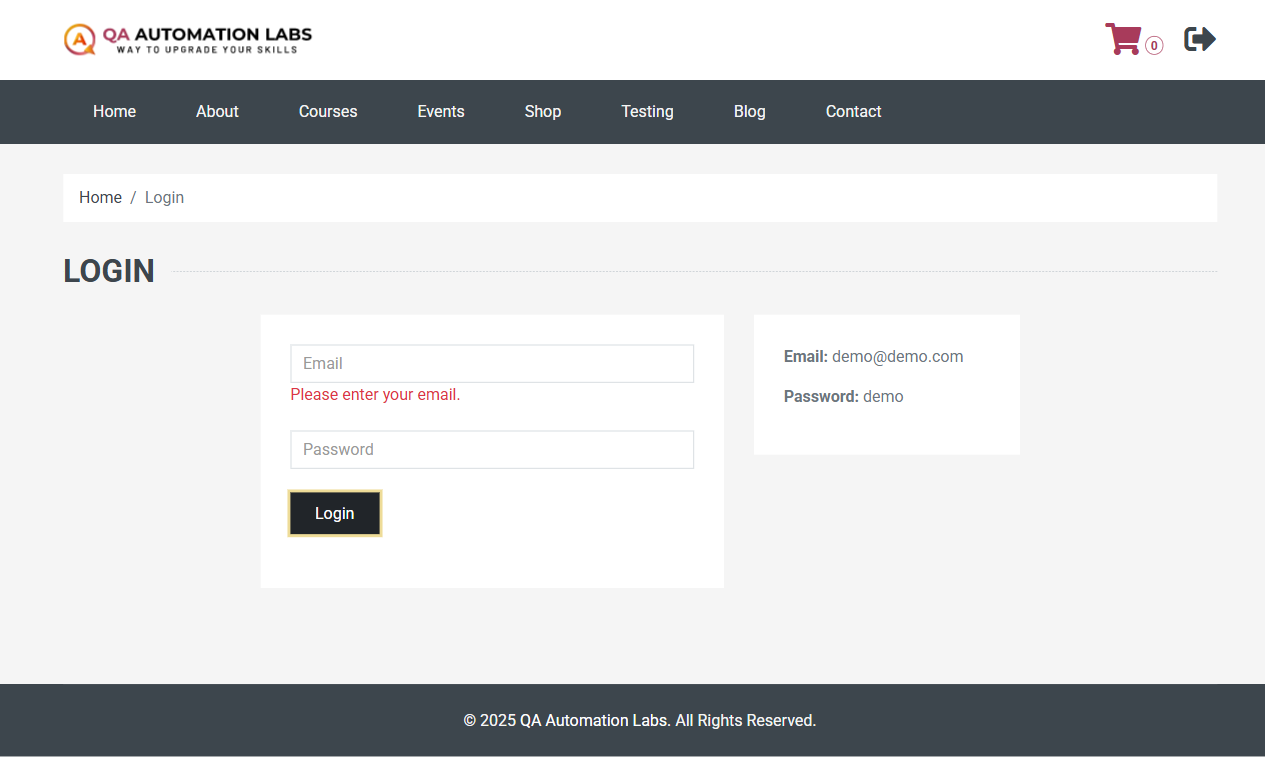 QA AUTOMATION LABS
WAY TO UPGRADE YOUR SKILLS
0
Home About Courses Events Shop Testing Blog Contact
Home / Login
LOGIN
Email
Please enter your email.
Password
Login
Email: demo@demo.com
Password: demo
© 2025 QA Automation Labs. All Rights Reserved.